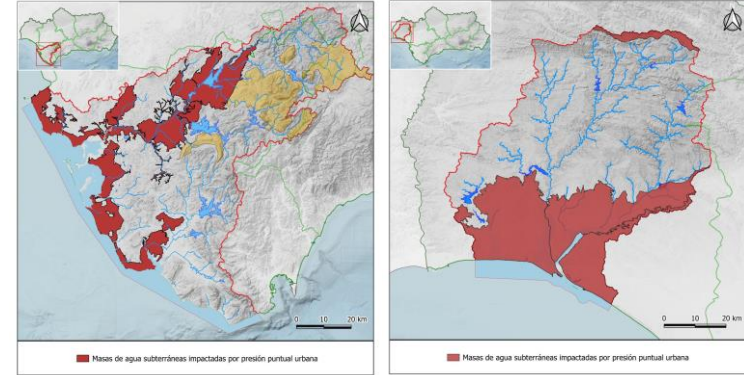 0 10 20 km
Masas de agua subterráneas impactadas por presión puntual urbana
0 10 20 km
Masas de agua subterráneas impactadas por presión puntual urbana